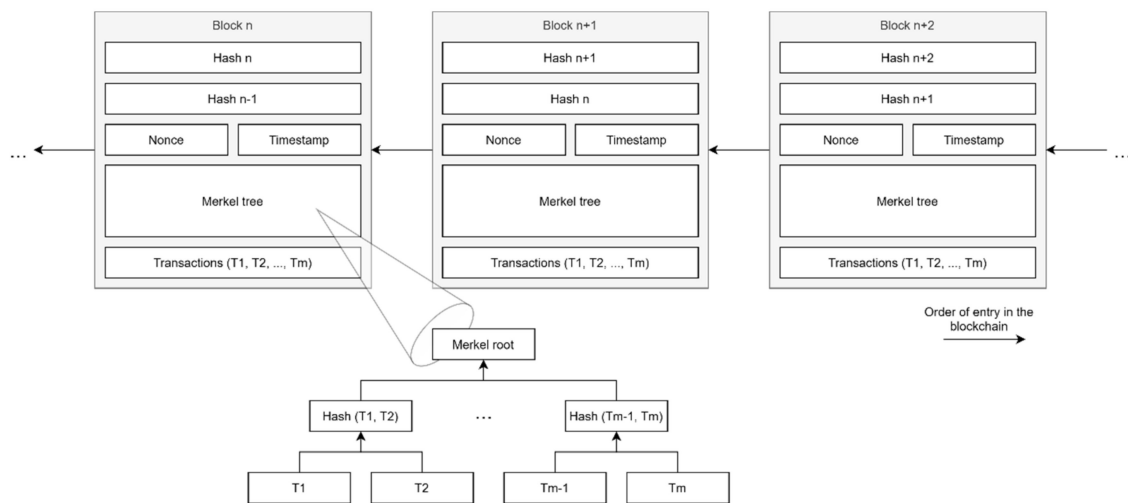 Block n
Block n+1
Block n+2
Hash n
Hash n+1
Hash n+2
Hash n-1
Hash n
Hash n+1
Nonce
Timestamp
Nonce
Timestamp
Nonce
Timestamp
...
...
Merkel tree
Merkel tree
Merkel tree
Transactions (T1, T2, ..., Tm)
Transactions (T1, T2, ..., Tm)
Transactions (T1, T2, ..., Tm)
Order of entry in the
blockchain
Merkel root
Hash (T1, T2)
...
Hash (Tm-1, Tm)
T1
T2
Tm-1
Tm